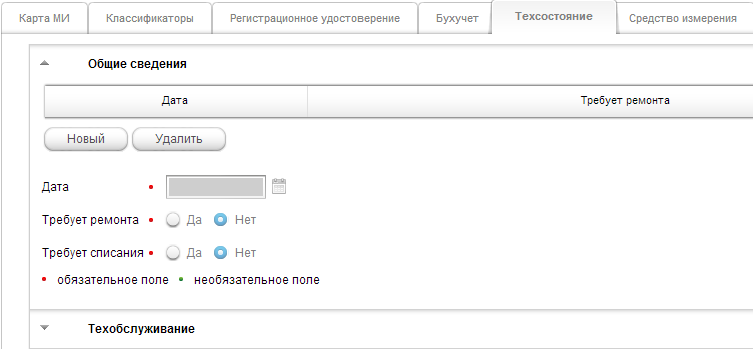 Карта МИ Классификаторы Регистрационное удостоверение Бухучет Техсостояние Средство измерения
Общие сведения
Дата Требует ремонта
Новый Удалить
Дата
Требует ремонта Да Нет
Требует списания Да Нет
обязательное поле необязательное поле
Техобслуживание